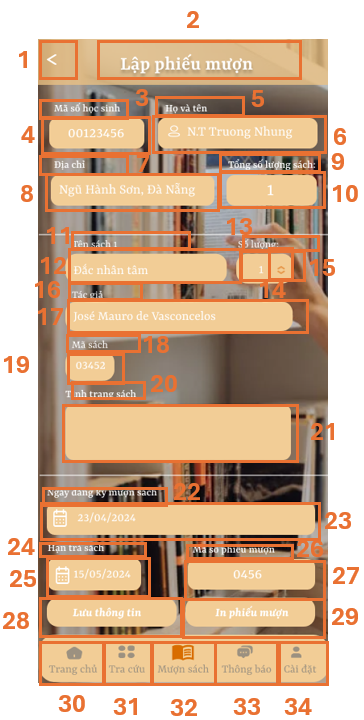 2
1 < Lập phiếu mượn
Mã số học sinh 3 Họ và tên 5
4 00123456 N.T Truong Nhung 6
Địa chỉ 7 Tổng số lượng sách: 9
8 Ngũ Hành Sơn, Đà Nẵng 1 10
11 Tên sách 1 13 Số lượng:
12 Đắc nhân tâm 1 15
16 Tác giả 14
17 José Mauro de Vasconcelos
Mã sách 18
19 03452
20
Tình trạng sách
21
Ngày đăng ký mượn sách 22
23/04/2024 23
24 Hạn trả sách Mã số phiếu mượn 26
25 15/05/2024 0456 27
28 Lưu thông tin In phiếu mượn 29
Trang chủ Tra cứu Mượn sách Thông báo Cài đặt
30 31 32 33 34